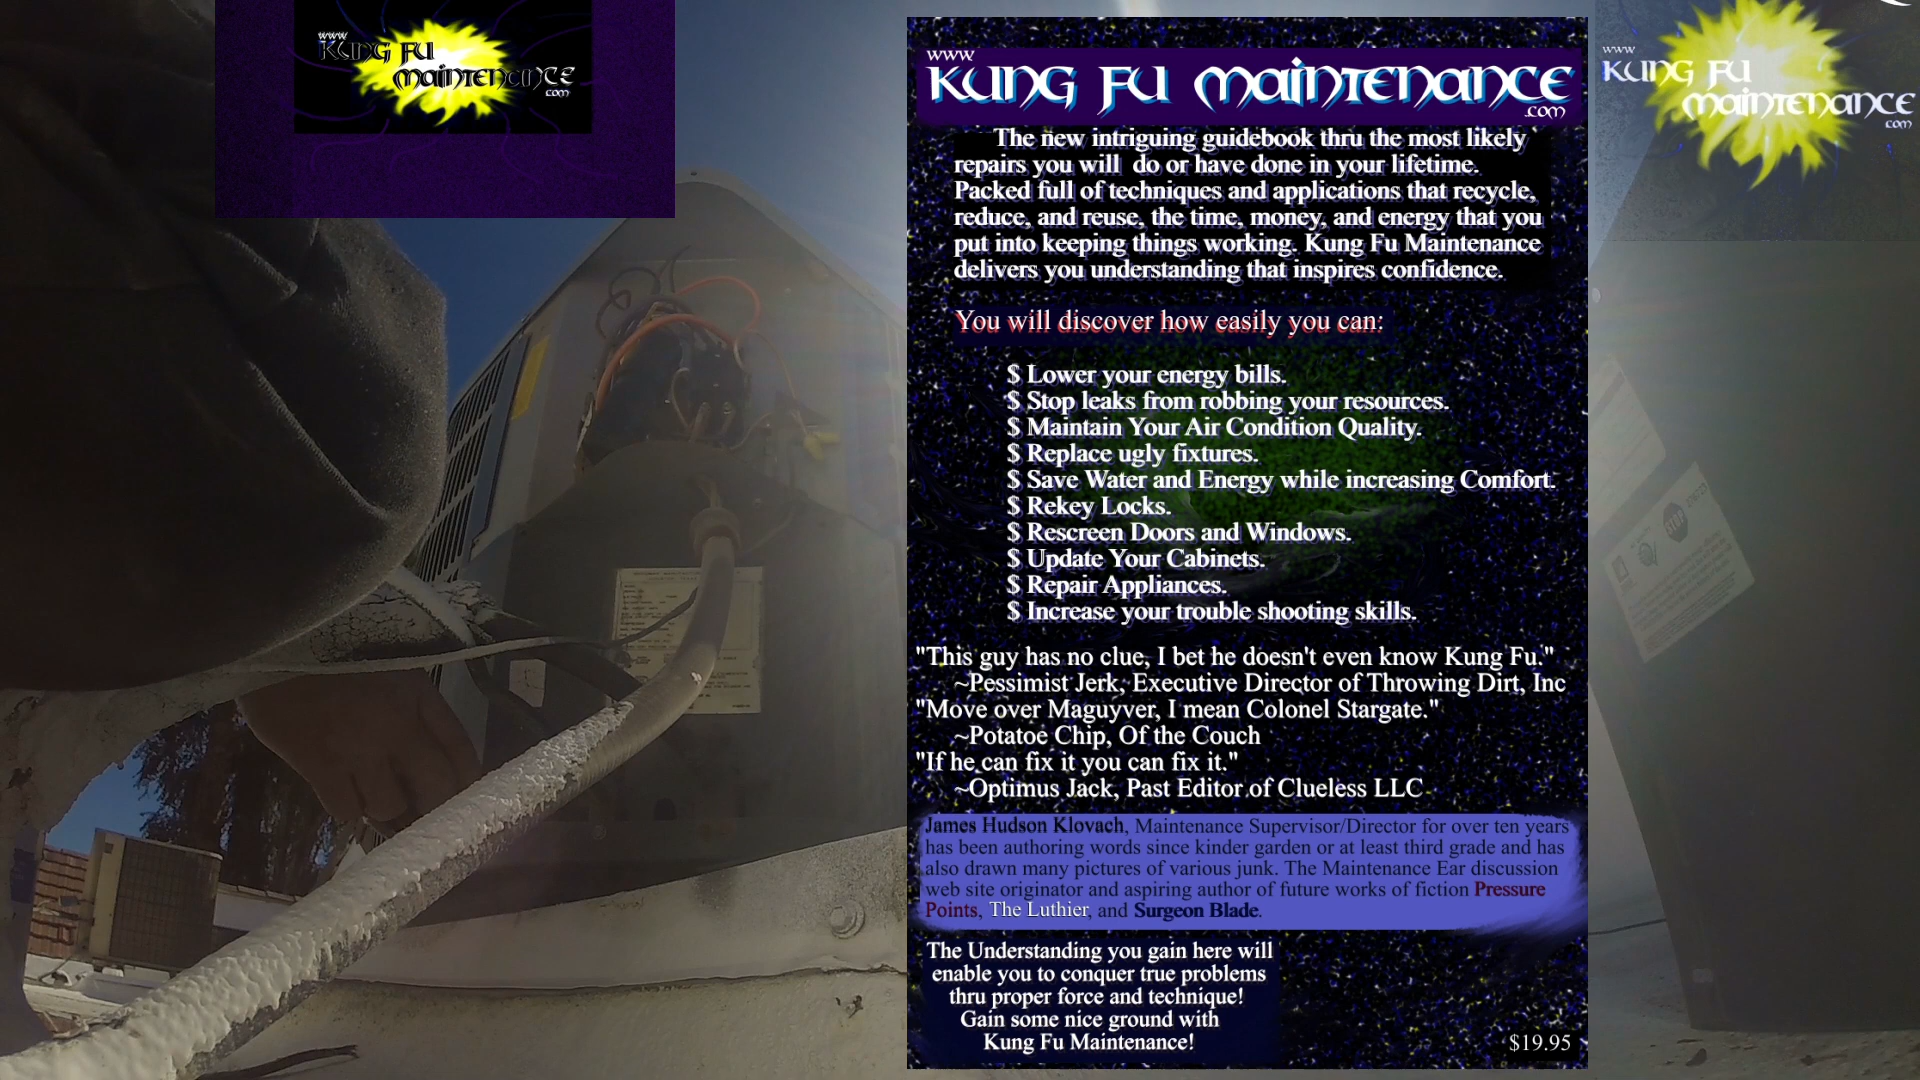 www
KUNG FU
MAINTENANCE
.com
www
KUNG FU MAINTENANCE
.com
The new intriguing guidebook thru the most likely
repairs you will do or have done in your lifetime.
Packed full of techniques and applications that recycle,
reduce, and reuse, the time, money, and energy that you
put into keeping things working. Kung Fu Maintenance
delivers you understanding that inspires confidence.
You will discover how easily you can:
$ Lower your energy bills.
$ Stop leaks from robbing your resources.
$ Maintain Your Air Condition Quality.
$ Replace ugly fixtures.
$ Save Water and Energy while increasing Comfort.
$ Rekey Locks.
$ Rescreen Doors and Windows.
$ Update Your Cabinets.
$ Repair Appliances.
$ Increase your trouble shooting skills.
"This guy has no clue, I bet he doesn't even know Kung Fu."
~Pessimist Jerk, Executive Director of Throwing Dirt, Inc
"Move over Maguyver, I mean Colonel Stargate."
~Potatoe Chip, Of the Couch
"If he can fix it you can fix it."
~Optimus Jack, Past Editor of Clueless LLC
James Hudson Klovach, Maintenance Supervisor/Director for over ten years
has been authoring words since kinder garden or at least third grade and has
also drawn many pictures of various junk. The Maintenance Ear discussion
web site originator and aspiring author of future works of fiction Pressure
Points, The Luthier, and Surgeon Blade.
The Understanding you gain here will
enable you to conquer true problems
thru proper force and technique!
Gain some nice ground with
Kung Fu Maintenance!
$19.95
www
KUNG FU
MAINTENANCE
.com